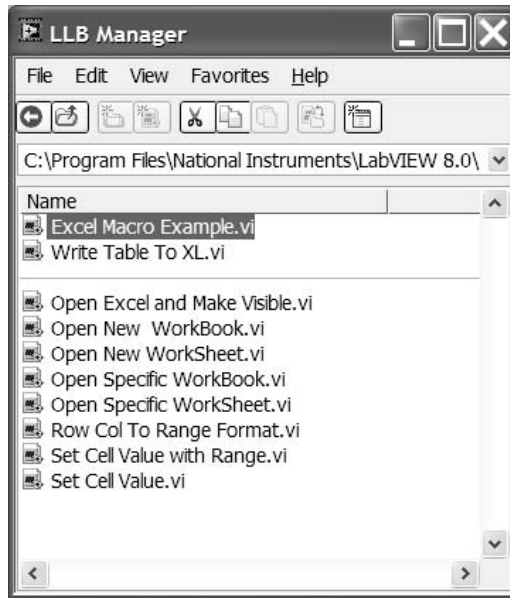 LLB Manager
File Edit View Favorites Help
C:\Program Files\National Instruments\LabVIEW 8.0\
Name
Excel Macro Example.vi
Write Table To XL.vi
Open Excel and Make Visible.vi
Open New  WorkBook.vi
Open New WorkSheet.vi
Open Specific WorkBook.vi
Open Specific WorkSheet.vi
Row Col To Range Format.vi
Set Cell Value with Range.vi
Set Cell Value.vi